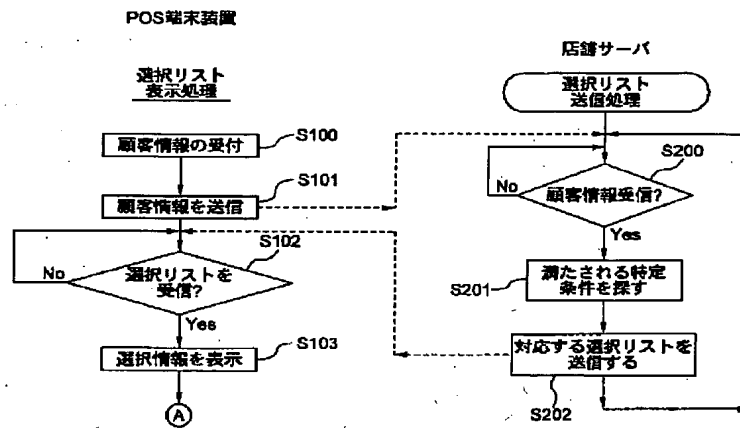 POS端末装置
選択リスト
表示処理
顧客情報の受付
S100
顧客情報を送信
S101
S102
No
選択リストを
受信?
Yes
選択情報を表示
S103
A
店舗サーバ
選択リスト
送信処理
S200
No
顧客情報受信?
Yes
満たされる特定
条件を探す
S201
対応する選択リストを
送信する
S202